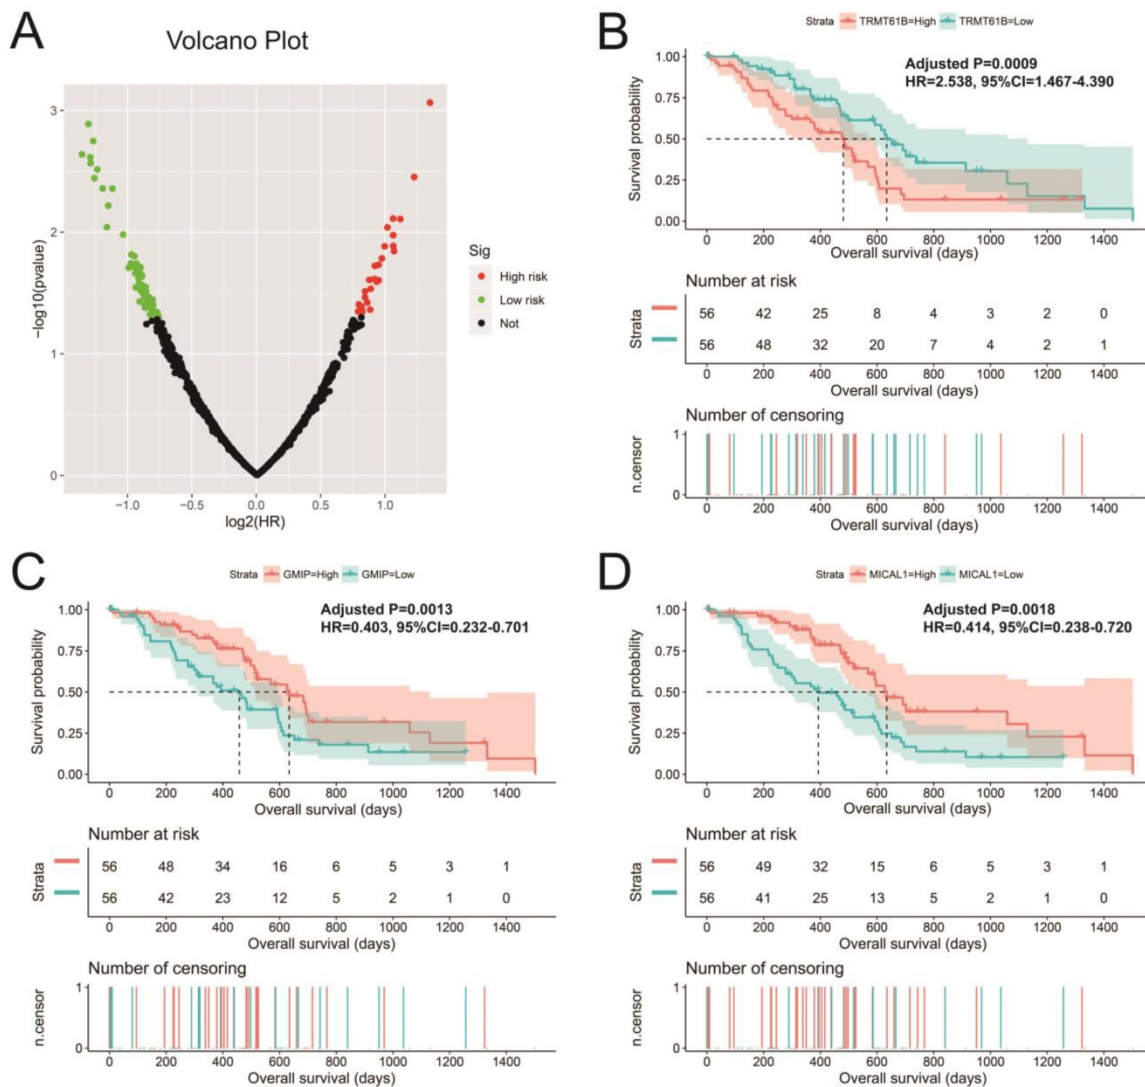 A
Volcano Plot
3
2
1
0
−log10(pvalue)
−1.0 −0.5 0.0 0.5 1.0
log2(HR)
Sig
High risk
Low risk
Not
B
Strata TRMT61B=High TRMT61B=Low
Adjusted P=0.0009
HR=2.538, 95%CI=1.467-4.390
Survival probability
1.00
0.75
0.50
0.25
0.00
0 200 400 600 800 1000 1200 1400
Overall survival (days)
Number at risk
Strata
56 42 25 8 4 3 2 0
56 48 32 20 7 4 2 1
0 200 400 600 800 1000 1200 1400
Overall survival (days)
Number of censoring
n.censor
1
0
0 200 400 600 800 1000 1200 1400
Overall survival (days)
C
Strata GMIP=High GMIP=Low
Adjusted P=0.0013
HR=0.403, 95%CI=0.232-0.701
Survival probability
1.00
0.75
0.50
0.25
0.00
0 200 400 600 800 1000 1200 1400
Overall survival (days)
Number at risk
Strata
56 48 34 16 6 5 3 1
56 42 23 12 5 2 1 0
0 200 400 600 800 1000 1200 1400
Overall survival (days)
Number of censoring
n.censor
1
0
0 200 400 600 800 1000 1200 1400
Overall survival (days)
D
Strata MICAL1=High MICAL1=Low
Adjusted P=0.0018
HR=0.414, 95%CI=0.238-0.720
Survival probability
1.00
0.75
0.50
0.25
0.00
0 200 400 600 800 1000 1200 1400
Overall survival (days)
Number at risk
Strata
56 49 32 15 6 5 3 1
56 41 25 13 5 2 1 0
0 200 400 600 800 1000 1200 1400
Overall survival (days)
Number of censoring
n.censor
1
0
0 200 400 600 800 1000 1200 1400
Overall survival (days)